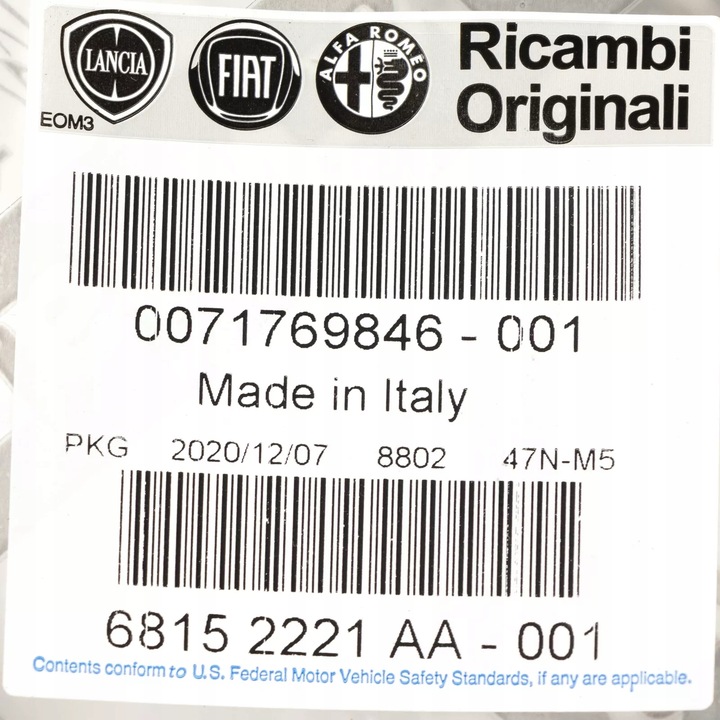 LANCIA
FIAT
ALFA ROMEO
Ricambi
Originali
EOM3
0071769846 - 001
Made in Italy
PKG 2020/12/07 8802 47N-M5
6815 2221 AA - 001
Contents conform to U.S. Federal Motor Vehicle Safety Standards, if any are applicable.